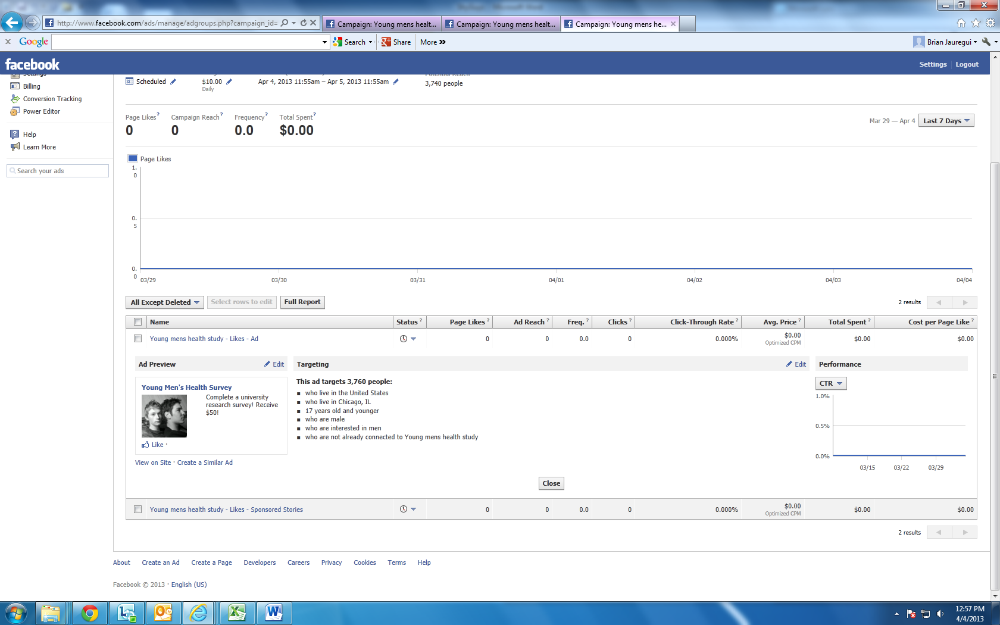 http://www.facebook.com/ads/manage/adgroups.php?campaign_id=
Campaign: Young mens healt...
Campaign: Young mens healt...
Campaign: Young mens he...
Google
Search
Share
More
Brian Jauregui
facebook
Settings
Logout
Settings
Billing
Conversion Tracking
Power Editor
Help
Learn More
Search your ads
Scheduled
$10.00
Daily
Apr 4, 2013 11:55am – Apr 5, 2013 11:55am
Potential Reach
3,740 people
Page Likes ?
0
Campaign Reach ?
0
Frequency ?
0.0
Total Spent ?
$0.00
Mar 29 — Apr 4
Last 7 Days
Page Likes
1.
0
0.
5
0.
0
03/29 03/30 03/31 04/01 04/02 04/03 04/04
All Except Deleted
Select rows to edit
Full Report
2 results
Name Status ? Page Likes ? Ad Reach ? Freq. ? Clicks ? Click-Through Rate ? Avg. Price ? Total Spent ? Cost per Page Like ?
Young mens health study - Likes - Ad 0 0 0.0 0 0.000% $0.00 $0.00 $0.00
Optimized CPM
Ad Preview
Edit
Young Men's Health Survey
Complete a university
research survey! Receive
$50!
Like ·
View on Site · Create a Similar Ad
Targeting
Edit
This ad targets 3,760 people:
who live in the United States
who live in Chicago, IL
17 years old and younger
who are male
who are interested in men
who are not already connected to Young mens health study
Performance
CTR
1.0%
0.5%
0.0%
03/15 03/22 03/29
Close
Young mens health study - Likes - Sponsored Stories 0 0 0.0 0 0.000% $0.00 $0.00 $0.00
Optimized CPM
2 results
About Create an Ad Create a Page Developers Careers Privacy Cookies Terms Help
Facebook © 2013 · English (US)
12:57 PM
4/4/2013